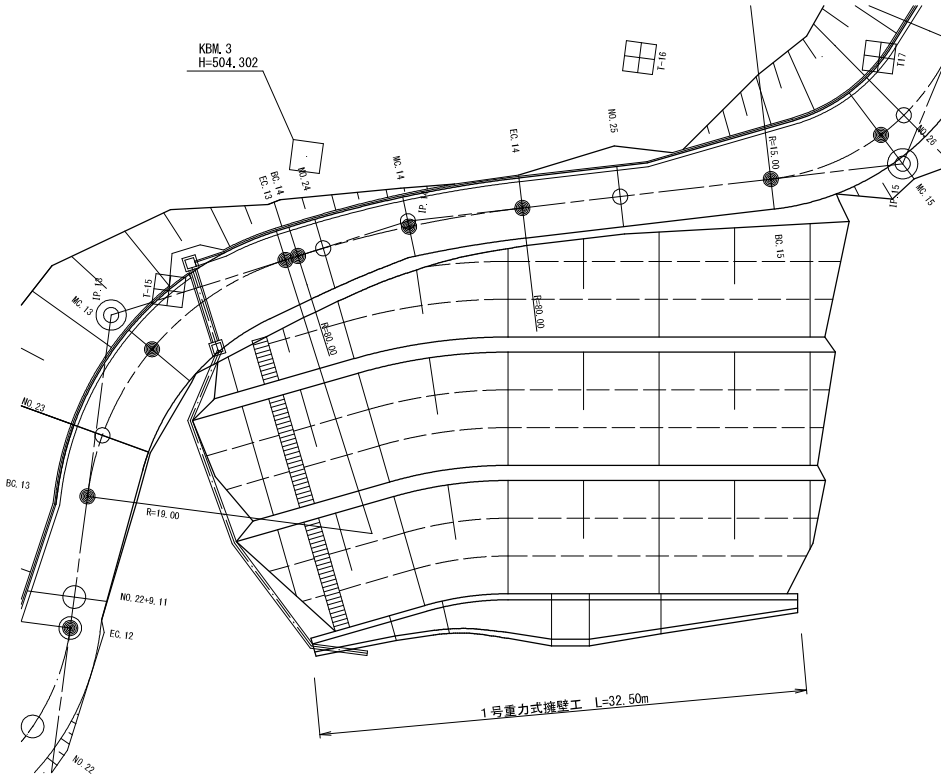 KBM. 3
H=504.302
T-16
T17
NO.25
EC.14
R=15.00
NO.26
MC.14
NO.24
BC.14
EC.13
IP.14
IP.15
MC.15
T-15
IP.13
MC.13
BC.15
R=80.00
R=80.00
NO.23
BC.13
R=19.00
NO.22+9.11
EC.12
1号重力式擁壁工 L=32.50m
NO.22